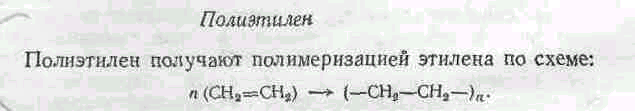 Полиэтилен
Полиэтилен получают полимеризацией этилена по схеме:
n (CH₂=CH₂) → (—CH₂—CH₂—)ₙ.